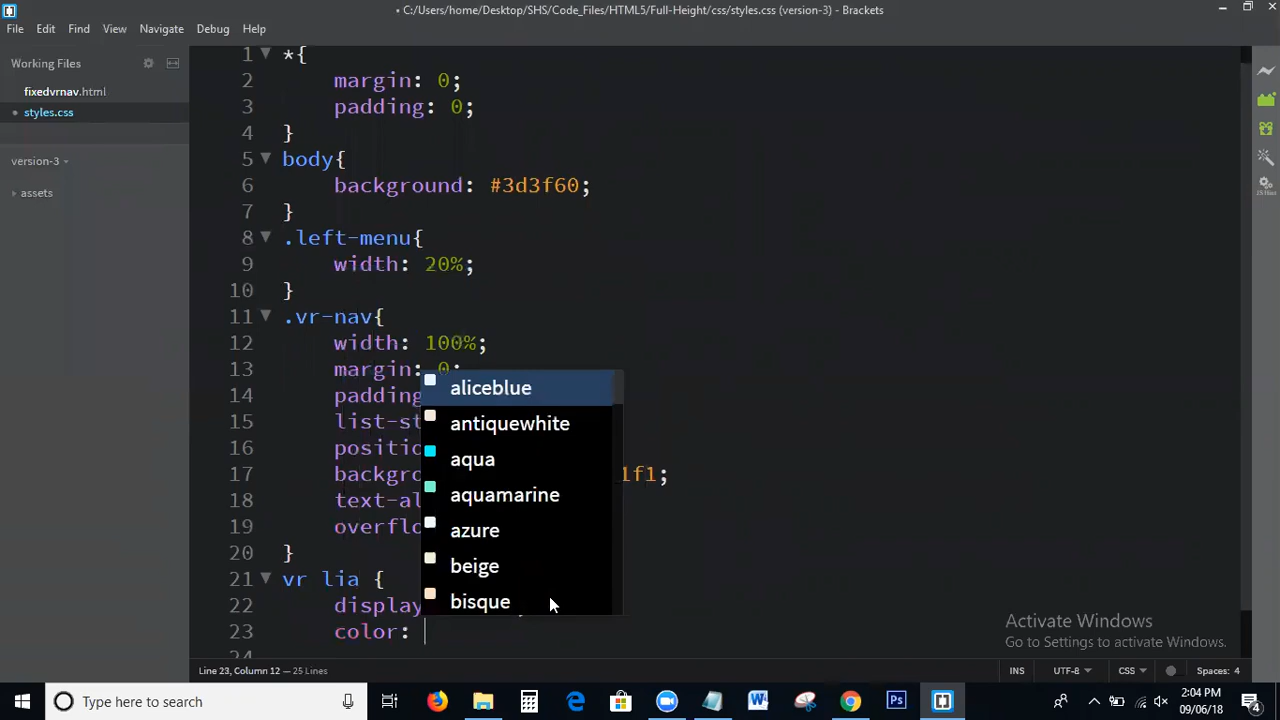 • C:/Users/home/Desktop/SHS/Code_Files/HTML5/Full-Height/css/styles.css (version-3) - Brackets
File Edit Find View Navigate Debug Help
Working Files
fixedvrnav.html
• styles.css
version-3
assets
1 *{
2 margin: 0;
3 padding: 0;
4 }
5 body{
6 background: #3d3f60;
7 }
8 .left-menu{
9 width: 20%;
10 }
11 .vr-nav{
12 width: 100%;
13 margin: 0;
14 padding
15 list-st
16 positio
17 backgro 1f1;
18 text-al
19 overflo
20 }
21 vr lia {
22 display
23 color:
24
aliceblue
antiquewhite
aqua
aquamarine
azure
beige
bisque
Activate Windows
Go to Settings to activate Windows.
Line 23, Column 12 — 25 Lines
INS UTF-8 CSS Spaces: 4
Type here to search
Ps
2:04 PM
09/06/18
4